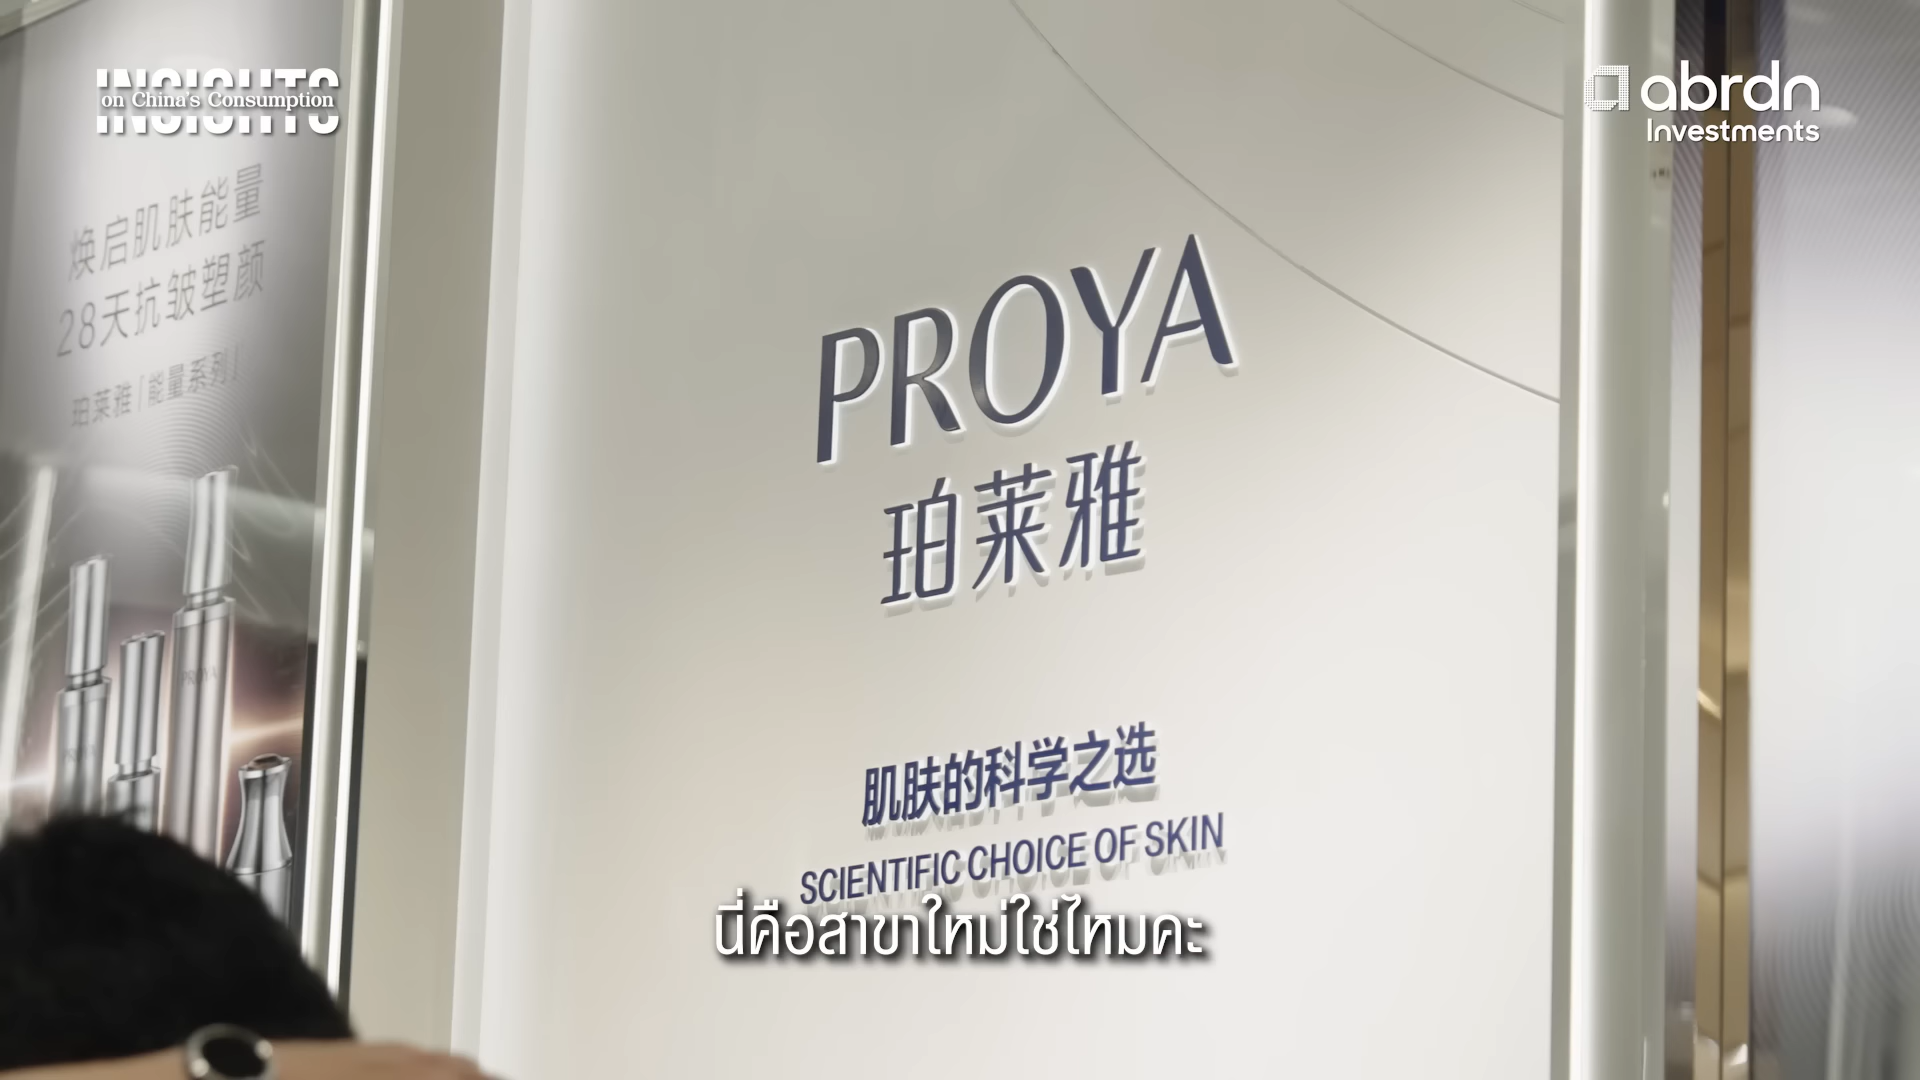 INSIGHTS
on China's Consumption
abrdn
Investments
焕启肌肤能量
28天抗皱塑颜
珀莱雅「能量系列」
PROYA
珀莱雅
肌肤的科学之选
SCIENTIFIC CHOICE OF SKIN
PROYA
PROYA
นี่คือสาขาใหม่ใช่ไหมคะ